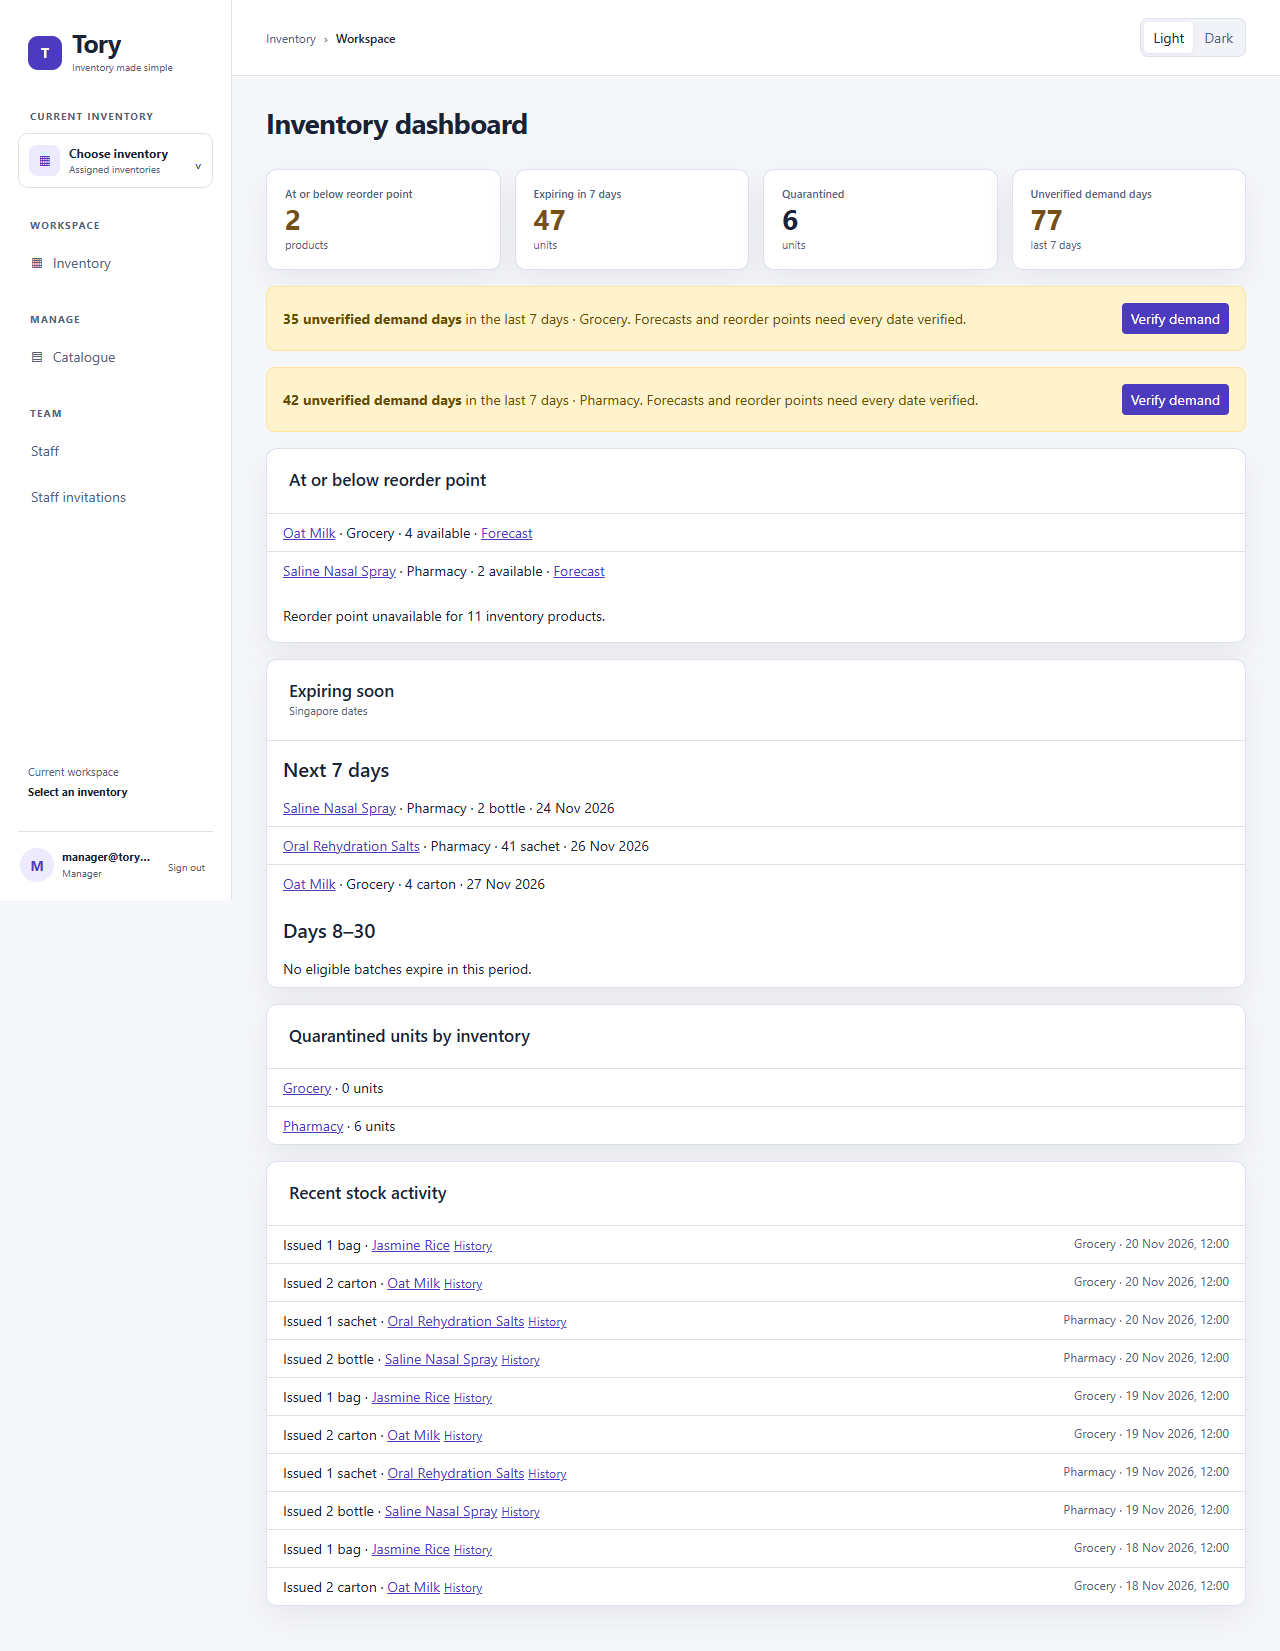 T
Tory
Inventory made simple
CURRENT INVENTORY
Choose inventory
Assigned inventories
v
WORKSPACE
Inventory
MANAGE
Catalogue
TEAM
Staff
Staff invitations
Current workspace
Select an inventory
M
manager@tory...
Manager
Sign out
Inventory › Workspace
Light Dark
Inventory dashboard
At or below reorder point
2
products
Expiring in 7 days
47
units
Quarantined
6
units
Unverified demand days
77
last 7 days
35 unverified demand days in the last 7 days · Grocery. Forecasts and reorder points need every date verified.
Verify demand
42 unverified demand days in the last 7 days · Pharmacy. Forecasts and reorder points need every date verified.
Verify demand
At or below reorder point
Oat Milk · Grocery · 4 available · Forecast
Saline Nasal Spray · Pharmacy · 2 available · Forecast
Reorder point unavailable for 11 inventory products.
Expiring soon
Singapore dates
Next 7 days
Saline Nasal Spray · Pharmacy · 2 bottle · 24 Nov 2026
Oral Rehydration Salts · Pharmacy · 41 sachet · 26 Nov 2026
Oat Milk · Grocery · 4 carton · 27 Nov 2026
Days 8–30
No eligible batches expire in this period.
Quarantined units by inventory
Grocery · 0 units
Pharmacy · 6 units
Recent stock activity
Issued 1 bag · Jasmine Rice History Grocery · 20 Nov 2026, 12:00
Issued 2 carton · Oat Milk History Grocery · 20 Nov 2026, 12:00
Issued 1 sachet · Oral Rehydration Salts History Pharmacy · 20 Nov 2026, 12:00
Issued 2 bottle · Saline Nasal Spray History Pharmacy · 20 Nov 2026, 12:00
Issued 1 bag · Jasmine Rice History Grocery · 19 Nov 2026, 12:00
Issued 2 carton · Oat Milk History Grocery · 19 Nov 2026, 12:00
Issued 1 sachet · Oral Rehydration Salts History Pharmacy · 19 Nov 2026, 12:00
Issued 2 bottle · Saline Nasal Spray History Pharmacy · 19 Nov 2026, 12:00
Issued 1 bag · Jasmine Rice History Grocery · 18 Nov 2026, 12:00
Issued 2 carton · Oat Milk History Grocery · 18 Nov 2026, 12:00